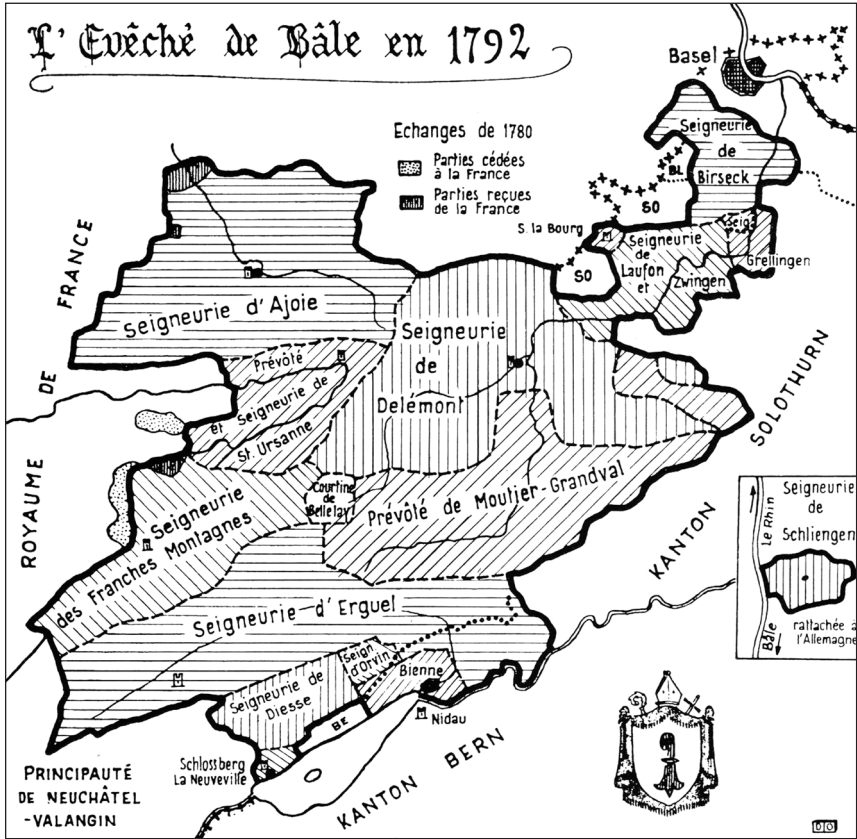 L'Evêché de Bâle en 1792
Basel
Echanges de 1780
Parties cédées
à la France
Parties reçues
de la France
Seigneurie
de
Birseck
BL
SO
S. la Bourg
SO
Seigneurie
de
Laufon
et
Zwingen
Seig.
Grellingen
ROYAUME DE FRANCE
Seigneurie d'Ajoie
Seigneurie
de
Delémont
Prévôté
et Seigneurie de
St. Ursanne
SOLOTHURN
KANTON
Courtine
de
Bellelay
Prévôté de Moutier-Grandval
Seigneurie
des Franches Montagnes
Seigneurie
de
Schliengen
Le Rhin
Bâle
rattachée à
l'Allemagne
Seigneurie d'Erguel
Seign.
d'Orvin
Bienne
Seigneurie de
Diesse
BE
Nidau
Schlossberg
La Neuveville
KANTON BERN
PRINCIPAUTÉ
DE NEUCHÂTEL
-VALANGIN